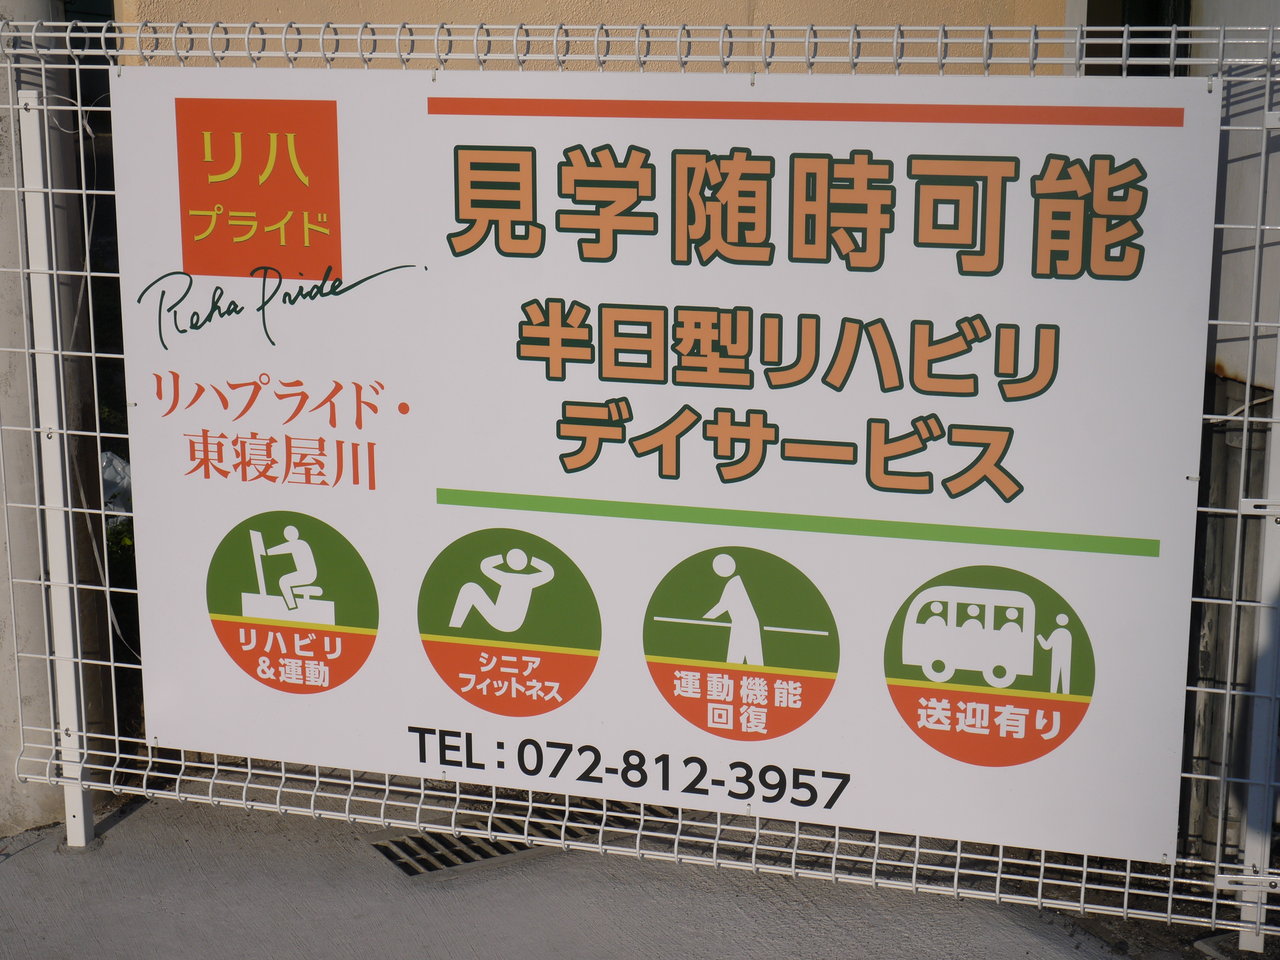 リハ
プライド
Reha Pride
リハプライド・
東寝屋川
見学随時可能
半日型リハビリ
デイサービス
リハビリ
&運動
シニア
フィットネス
運動機能
回復
送迎有り
TEL:072-812-3957